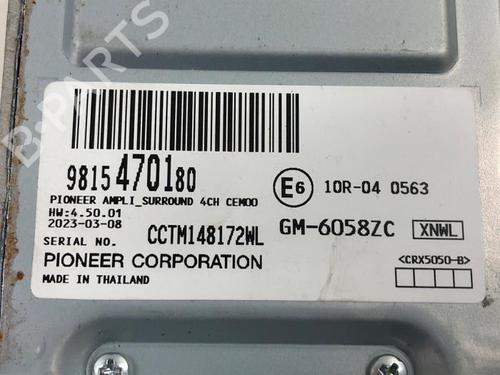 B-PARTS
9815470180
PIONEER AMPLI_SURROUND 4CH CEM00
HW:4.50.01
2023-03-08
SERIAL NO. CCTM148172WL
PIONEER CORPORATION
MADE IN THAILAND
E6 10R-04 0563
GM-6058ZC XNWL
<CRX5050-B>